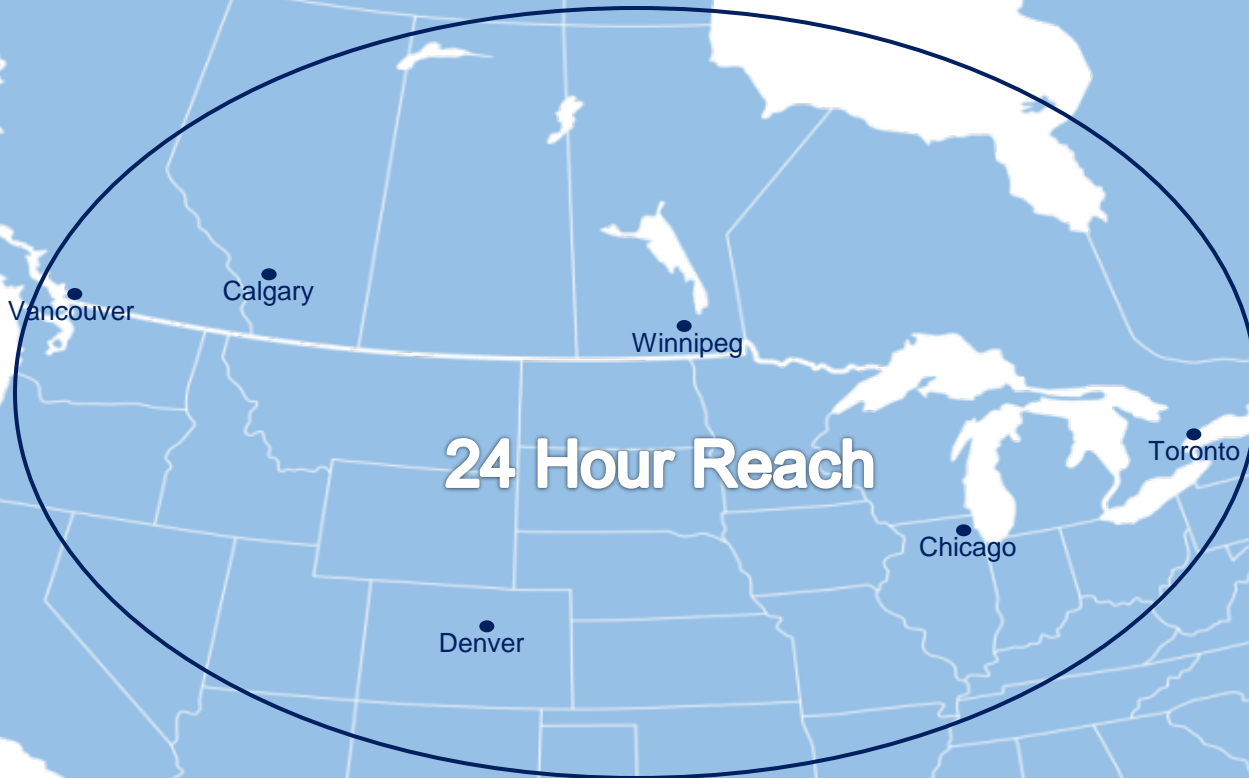 Calgary
Vancouver
Winnipeg
24 Hour Reach
Toronto
Chicago
Denver